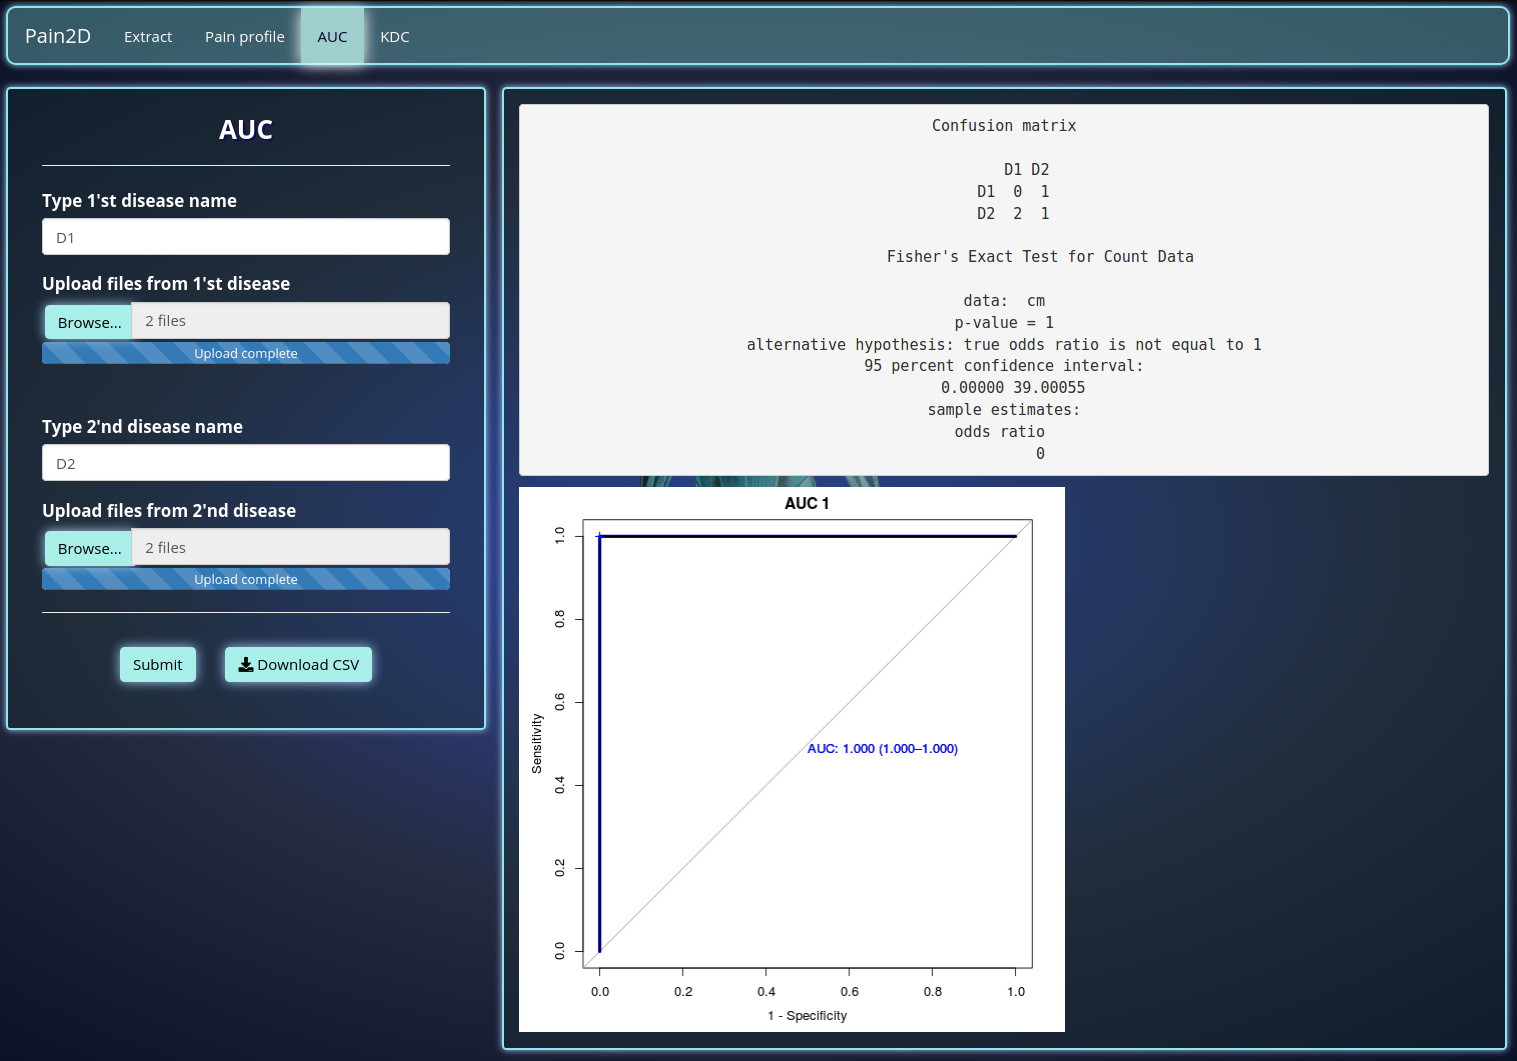 Pain2D Extract Pain profile AUC KDC
AUC
Type 1'st disease name
D1
Upload files from 1'st disease
Browse... 2 files
Upload complete
Type 2'nd disease name
D2
Upload files from 2'nd disease
Browse... 2 files
Upload complete
Submit Download CSV
Confusion matrix
D1 D2
D1 0 1
D2 2 1
Fisher's Exact Test for Count Data
data: cm
p-value = 1
alternative hypothesis: true odds ratio is not equal to 1
95 percent confidence interval:
0.00000 39.00055
sample estimates:
odds ratio
0
AUC 1
1.0
0.8
0.6
0.4
0.2
0.0
Sensitivity
AUC: 1.000 (1.000–1.000)
0.0 0.2 0.4 0.6 0.8 1.0
1 - Specificity